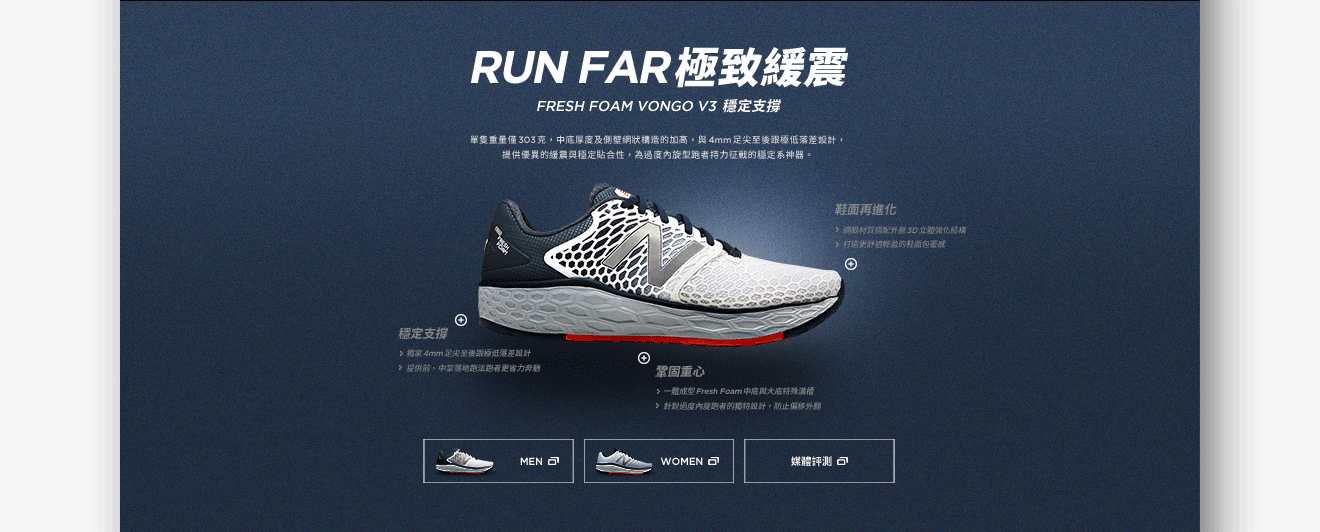 RUN FAR極致緩震
FRESH FOAM VONGO V3 穩定支撐
單隻重量僅303克，中底厚度及側壁網狀構造的加高，與4mm足尖至後跟極低落差設計，
提供優異的緩震與穩定貼合性，為過度內旋型跑者持力征戰的穩定系神器。
鞋面再進化
網眼材質搭配外層3D立體強化結構
打造更舒適輕盈的鞋面包覆感
FRESH
FOAM
N
穩定支撐
獨家4mm足尖至後跟極低落差設計
提供前、中掌落地跑法跑者更省力奔馳
鞏固重心
一體成型Fresh Foam中底與大底特殊溝槽
針對過度內旋跑者的獨特設計，防止偏移外翻
MEN
WOMEN
媒體評測